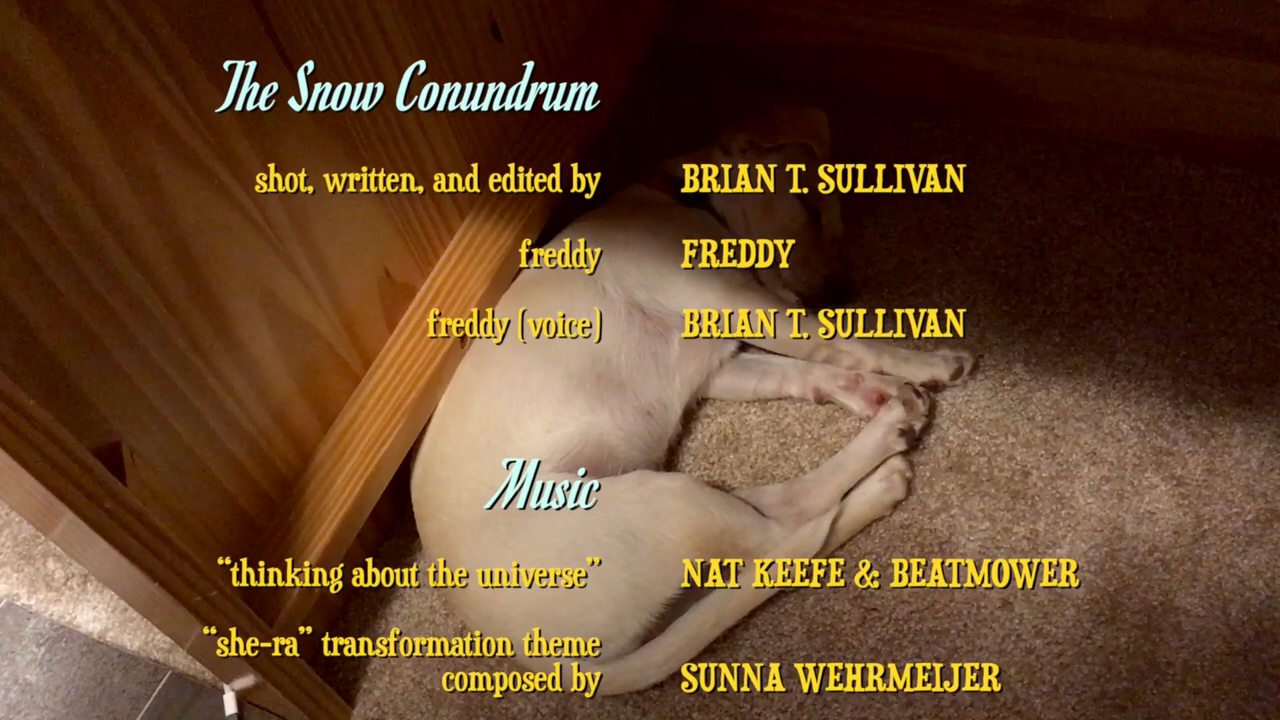 The Snow Conundrum
shot, written, and edited by BRIAN T. SULLIVAN
freddy FREDDY
freddy (voice) BRIAN T. SULLIVAN
Music
“thinking about the universe” NAT KEEFE & BEATMOWER
“she-ra” transformation theme
composed by SUNNA WEHRMEIJER